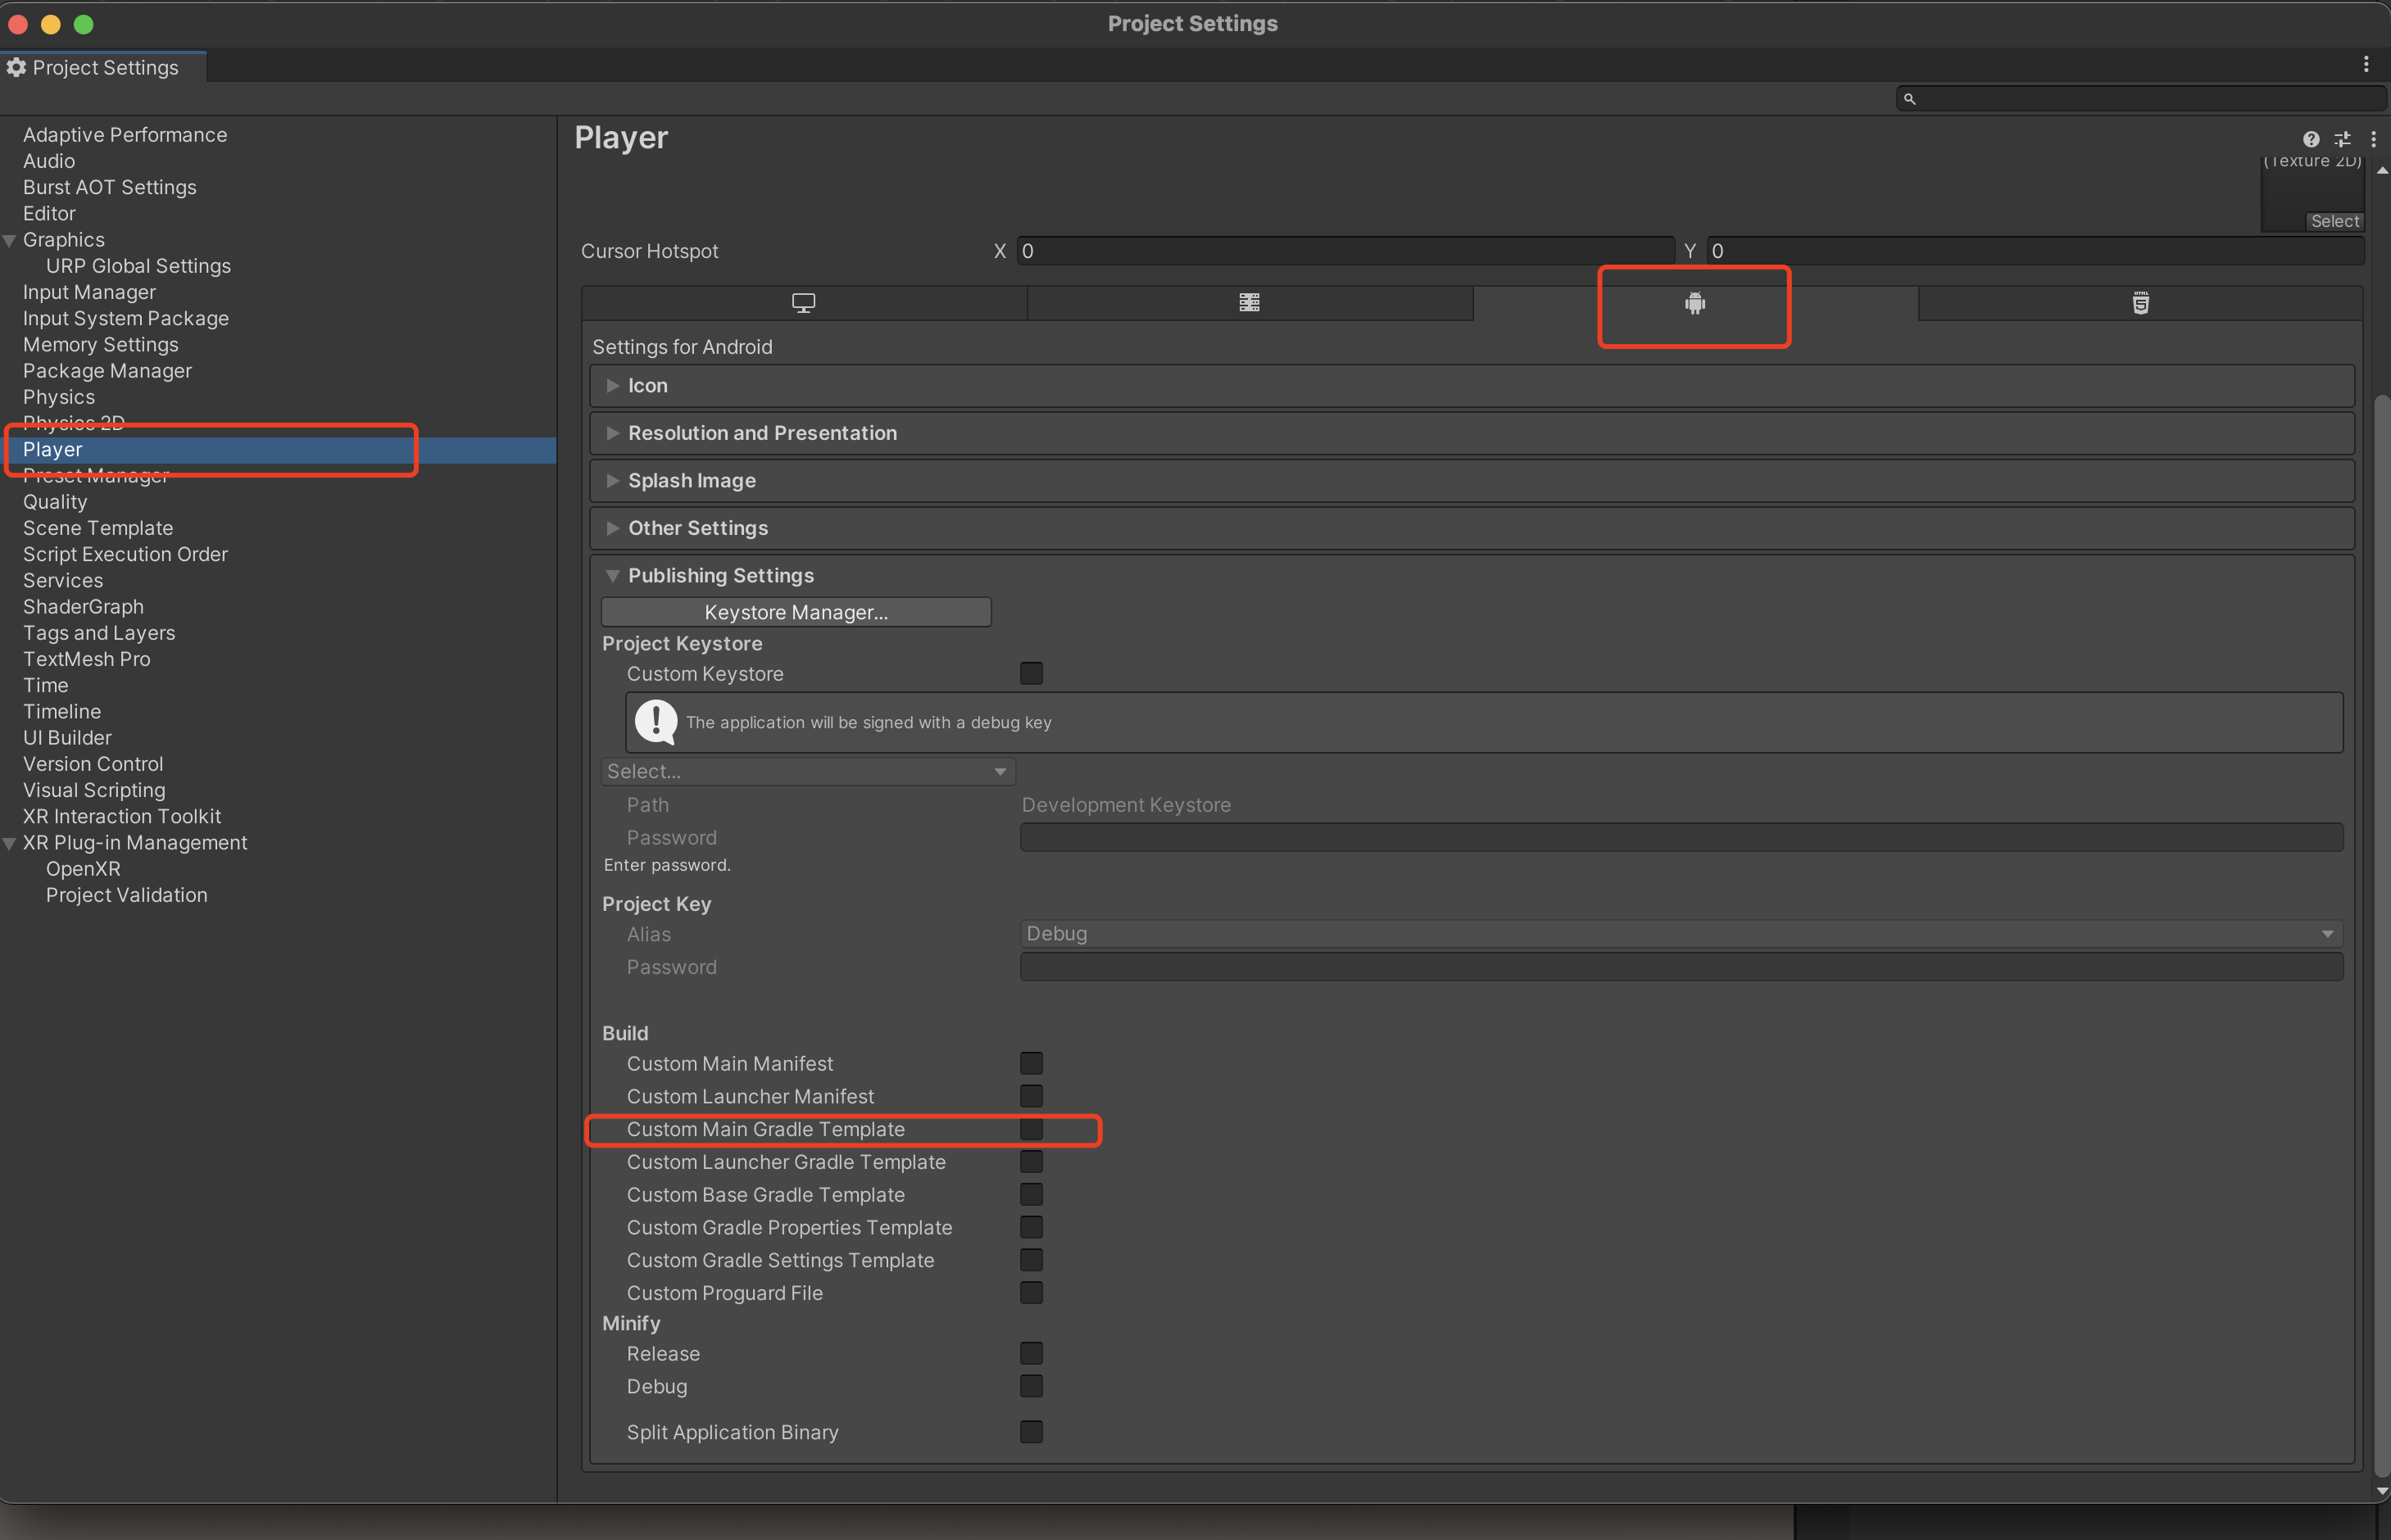 Project Settings
Project Settings
Adaptive Performance
Audio
Burst AOT Settings
Editor
Graphics
URP Global Settings
Input Manager
Input System Package
Memory Settings
Package Manager
Physics
Physics 2D
Player
Preset Manager
Quality
Scene Template
Script Execution Order
Services
ShaderGraph
Tags and Layers
TextMesh Pro
Time
Timeline
UI Builder
Version Control
Visual Scripting
XR Interaction Toolkit
XR Plug-in Management
OpenXR
Project Validation
Player
(Texture 2D)
Select
Cursor Hotspot X 0 Y 0
HTML 5
Settings for Android
Icon
Resolution and Presentation
Splash Image
Other Settings
Publishing Settings
Keystore Manager...
Project Keystore
Custom Keystore
The application will be signed with a debug key
Select...
Path Development Keystore
Password
Enter password.
Project Key
Alias Debug
Password
Build
Custom Main Manifest
Custom Launcher Manifest
Custom Main Gradle Template
Custom Launcher Gradle Template
Custom Base Gradle Template
Custom Gradle Properties Template
Custom Gradle Settings Template
Custom Proguard File
Minify
Release
Debug
Split Application Binary